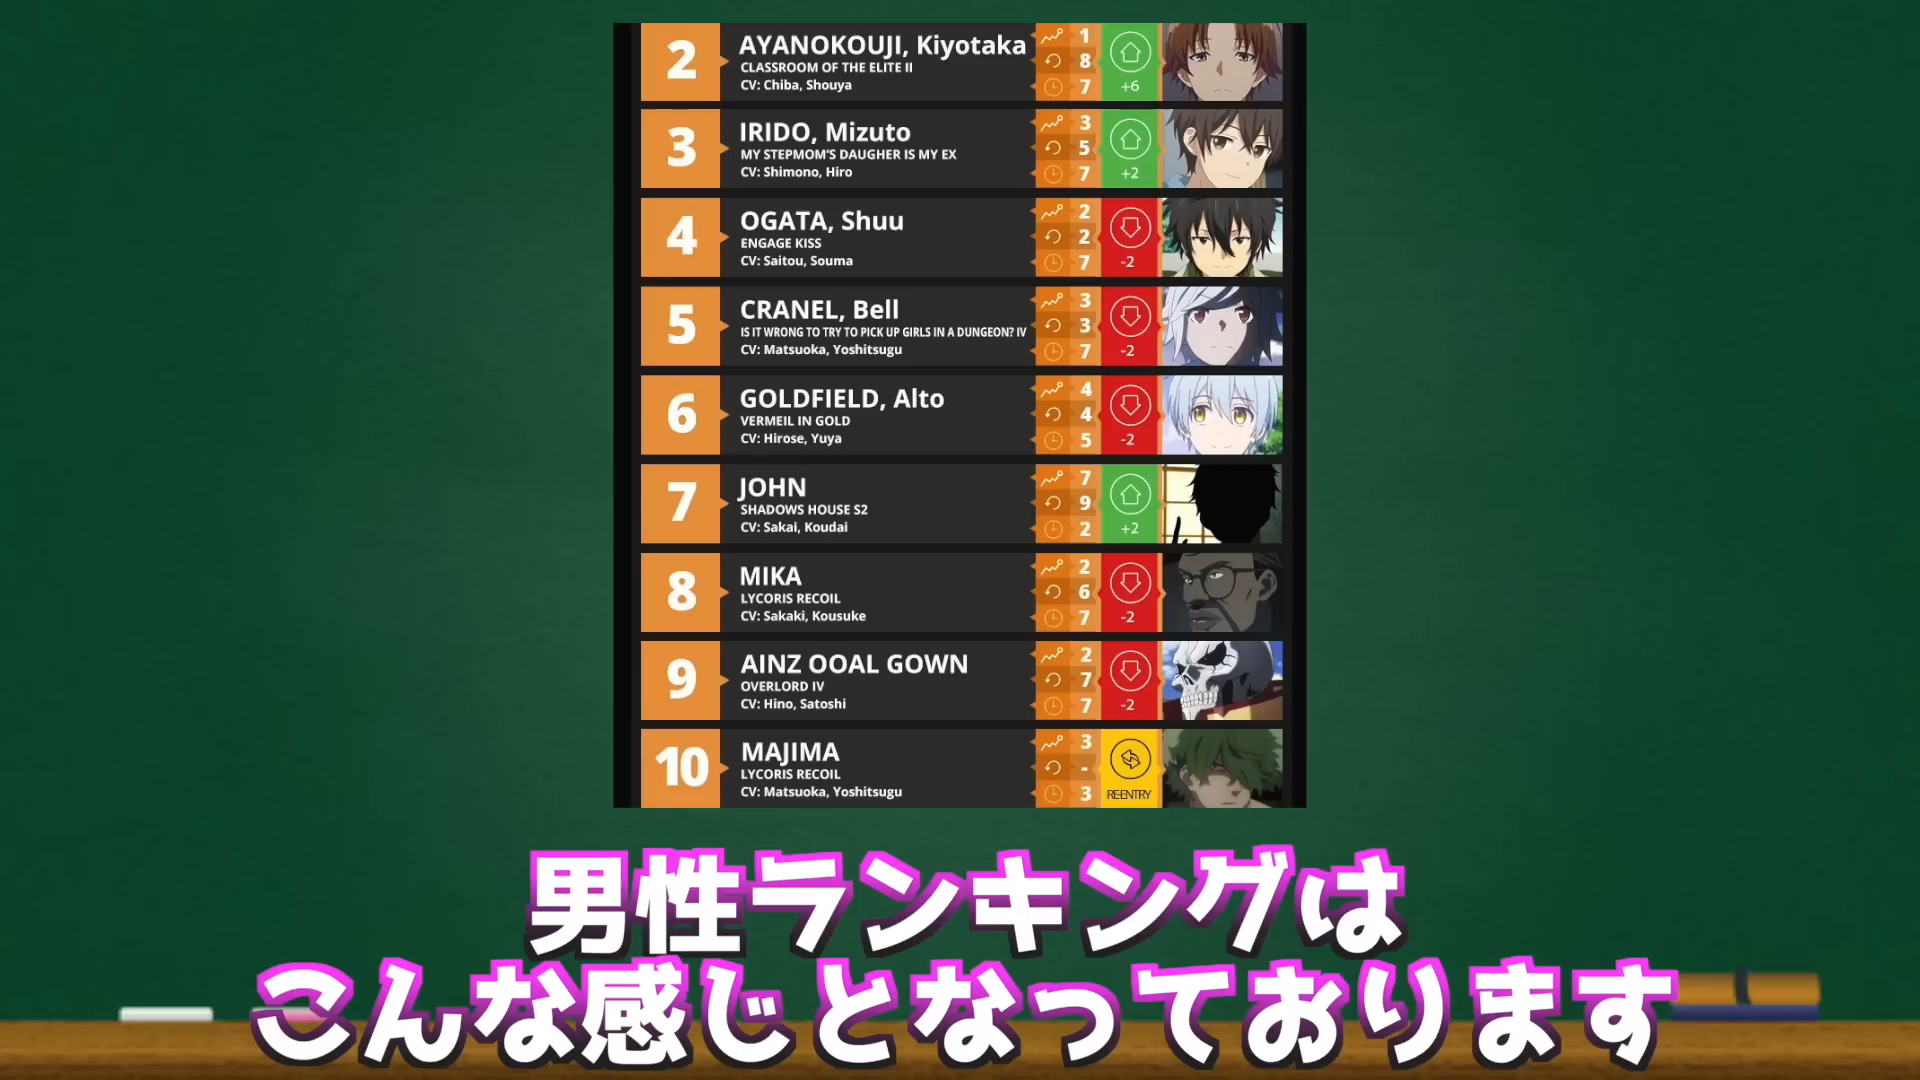 2
AYANOKOUJI, Kiyotaka
CLASSROOM OF THE ELITE II
CV: Chiba, Shouya
1
8
7
+6
3
IRIDO, Mizuto
MY STEPMOM'S DAUGHER IS MY EX
CV: Shimono, Hiro
3
5
7
+2
4
OGATA, Shuu
ENGAGE KISS
CV: Saitou, Souma
2
2
7
-2
5
CRANEL, Bell
IS IT WRONG TO TRY TO PICK UP GIRLS IN A DUNGEON? IV
CV: Matsuoka, Yoshitsugu
3
3
7
-2
6
GOLDFIELD, Alto
VERMEIL IN GOLD
CV: Hirose, Yuya
4
4
5
-2
7
JOHN
SHADOWS HOUSE S2
CV: Sakai, Koudai
7
9
2
+2
8
MIKA
LYCORIS RECOIL
CV: Sakaki, Kousuke
2
6
7
-2
9
AINZ OOAL GOWN
OVERLORD IV
CV: Hino, Satoshi
2
7
7
-2
10
MAJIMA
LYCORIS RECOIL
CV: Matsuoka, Yoshitsugu
3
-
3
REENTRY
男性ランキングは
こんな感じとなっております